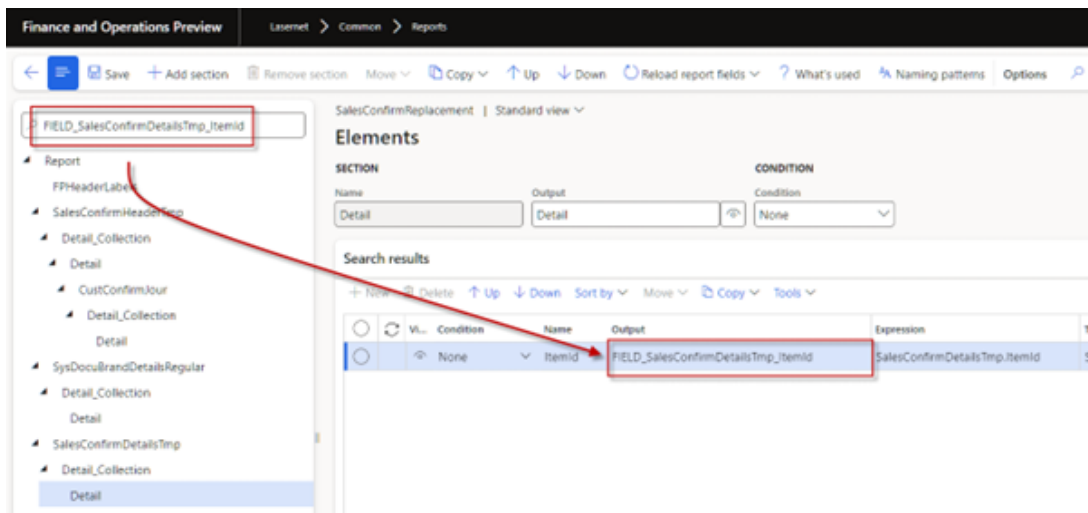 Finance and Operations Preview Lasernet Common Reports
Save Add section Remove section Move Copy Up Down Reload report fields ? What's used Naming patterns Options
FIELD_SalesConfirmDetailsTmp_ItemId
SalesConfirmReplacement | Standard view
Elements
Report
FPHeaderLabels
SalesConfirmHeaderTmp
Detail_Collection
Detail
CustConfirmJour
Detail_Collection
Detail
SysDocuBrandDetailsRegular
Detail_Collection
Detail
SalesConfirmDetailsTmp
Detail_Collection
Detail
SECTION CONDITION
Name Output Condition
Detail Detail None
Search results
New Delete Up Down Sort by Move Copy Tools
Vi... Condition Name Output Expression
None ItemId FIELD_SalesConfirmDetailsTmp_ItemId SalesConfirmDetailsTmp.ItemId